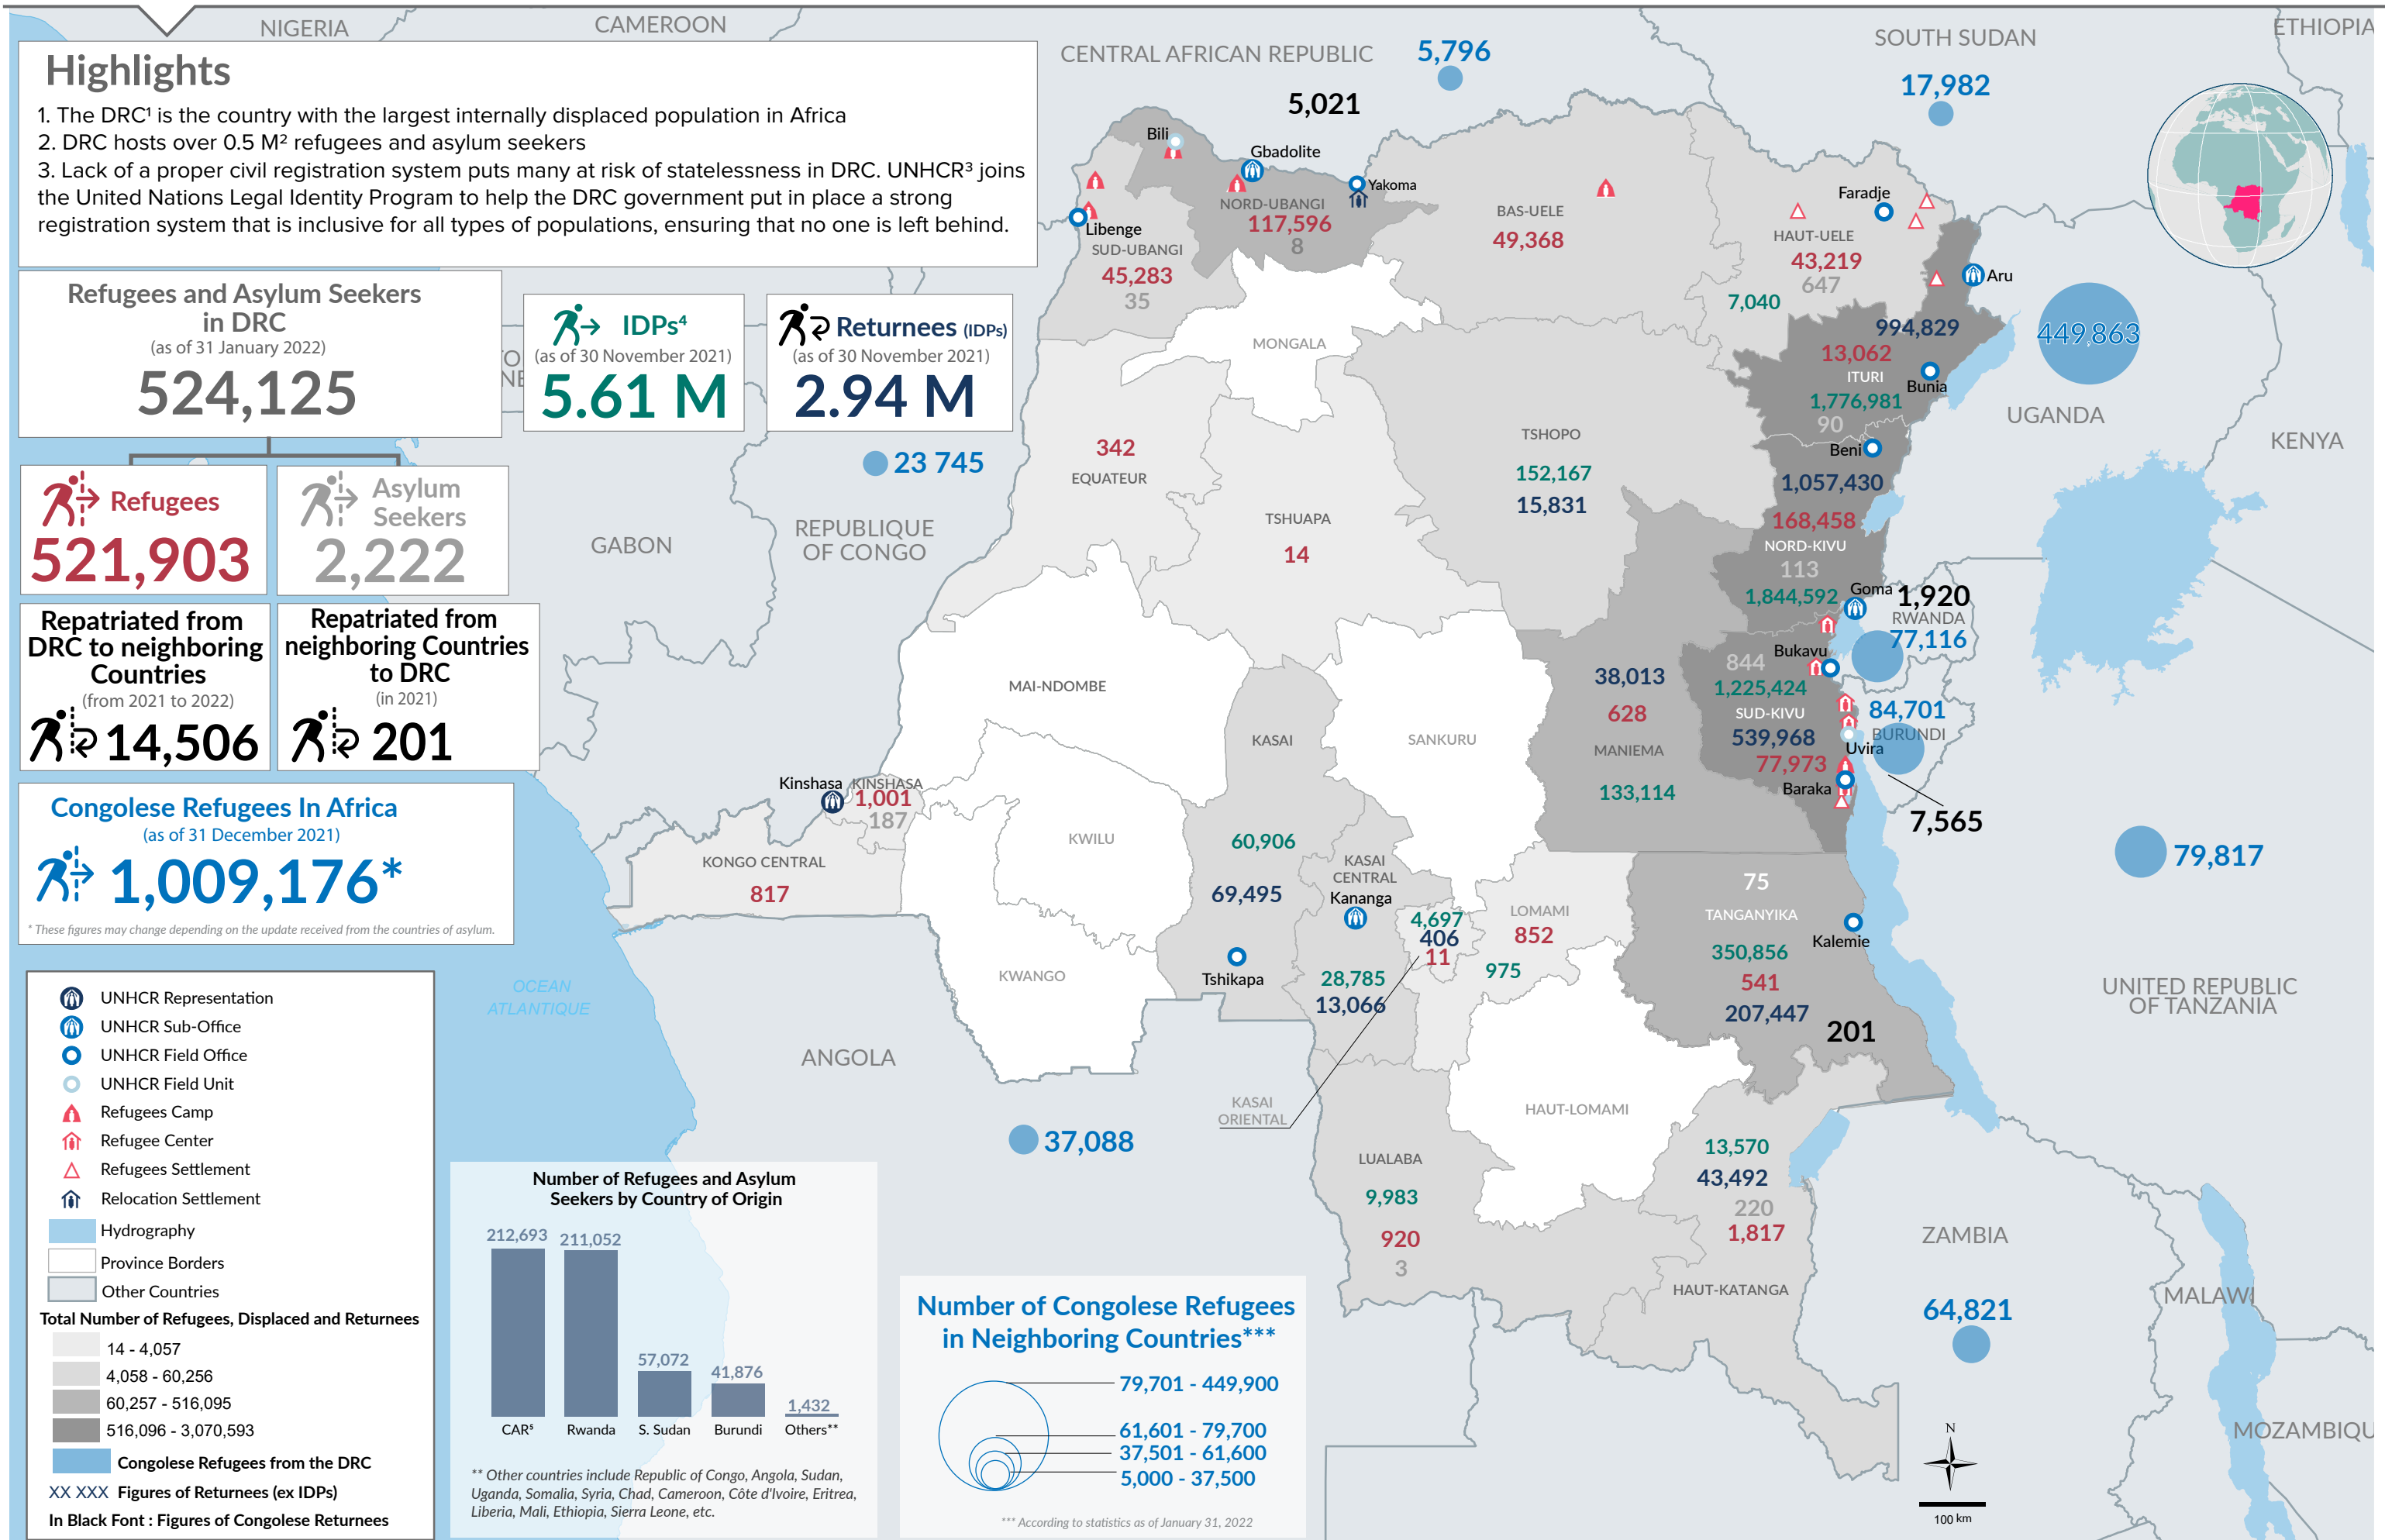 NIGERIA
CAMEROON
CENTRAL AFRICAN REPUBLIC
5,796
5,021
SOUTH SUDAN
17,982
ETHIOPIA
Highlights
1. The DRC¹ is the country with the largest internally displaced population in Africa
2. DRC hosts over 0.5 M² refugees and asylum seekers
3. Lack of a proper civil registration system puts many at risk of statelessness in DRC. UNHCR³ joins
the United Nations Legal Identity Program to help the DRC government put in place a strong
registration system that is inclusive for all types of populations, ensuring that no one is left behind.
Refugees and Asylum Seekers
in DRC
(as of 31 January 2022)
524,125
IDPs⁴
(as of 30 November 2021)
5.61 M
Returnees (IDPs)
(as of 30 November 2021)
2.94 M
Refugees
521,903
Asylum
Seekers
2,222
Repatriated from
DRC to neighboring
Countries
(from 2021 to 2022)
14,506
Repatriated from
neighboring Countries
to DRC
(in 2021)
201
Congolese Refugees In Africa
(as of 31 December 2021)
1,009,176*
* These figures may change depending on the update received from the countries of asylum.
Bili
Gbadolite
Yakoma
Libenge
NORD-UBANGI
117,596
8
SUD-UBANGI
45,283
35
BAS-UELE
49,368
Faradje
HAUT-UELE
43,219
647
7,040
Aru
994,829
13,062
ITURI
Bunia
1,776,981
90
449,863
UGANDA
KENYA
MONGALA
342
EQUATEUR
TSHUAPA
14
TSHOPO
152,167
15,831
Beni
1,057,430
168,458
NORD-KIVU
113
1,844,592
Goma
1,920
RWANDA
77,116
23 745
REPUBLIQUE
OF CONGO
GABON
Bukavu
844
1,225,424
SUD-KIVU
539,968
77,973
Uvira
Baraka
84,701
BURUNDI
7,565
38,013
628
MANIEMA
133,114
MAI-NDOMBE
KASAI
SANKURU
Kinshasa
KINSHASA
1,001
187
KONGO CENTRAL
817
KWILU
KWANGO
60,906
69,495
Tshikapa
KASAI
CENTRAL
Kananga
28,785
13,066
4,697
406
11
KASAI
ORIENTAL
LOMAMI
852
975
75
TANGANYIKA
350,856
541
207,447
Kalemie
201
79,817
UNITED REPUBLIC
OF TANZANIA
OCEAN
ATLANTIQUE
ANGOLA
37,088
HAUT-LOMAMI
LUALABA
9,983
920
3
13,570
43,492
220
1,817
HAUT-KATANGA
ZAMBIA
64,821
MALAWI
MOZAMBIQU
UNHCR Representation
UNHCR Sub-Office
UNHCR Field Office
UNHCR Field Unit
Refugees Camp
Refugee Center
Refugees Settlement
Relocation Settlement
Hydrography
Province Borders
Other Countries
Total Number of Refugees, Displaced and Returnees
14 - 4,057
4,058 - 60,256
60,257 - 516,095
516,096 - 3,070,593
Congolese Refugees from the DRC
XX XXX Figures of Returnees (ex IDPs)
In Black Font : Figures of Congolese Returnees
Number of Refugees and Asylum
Seekers by Country of Origin
212,693
211,052
57,072
41,876
1,432
CAR⁵
Rwanda
S. Sudan
Burundi
Others**
** Other countries include Republic of Congo, Angola, Sudan,
Uganda, Somalia, Syria, Chad, Cameroon, Côte d'Ivoire, Eritrea,
Liberia, Mali, Ethiopia, Sierra Leone, etc.
Number of Congolese Refugees
in Neighboring Countries***
79,701 - 449,900
61,601 - 79,700
37,501 - 61,600
5,000 - 37,500
*** According to statistics as of January 31, 2022
N
100 km